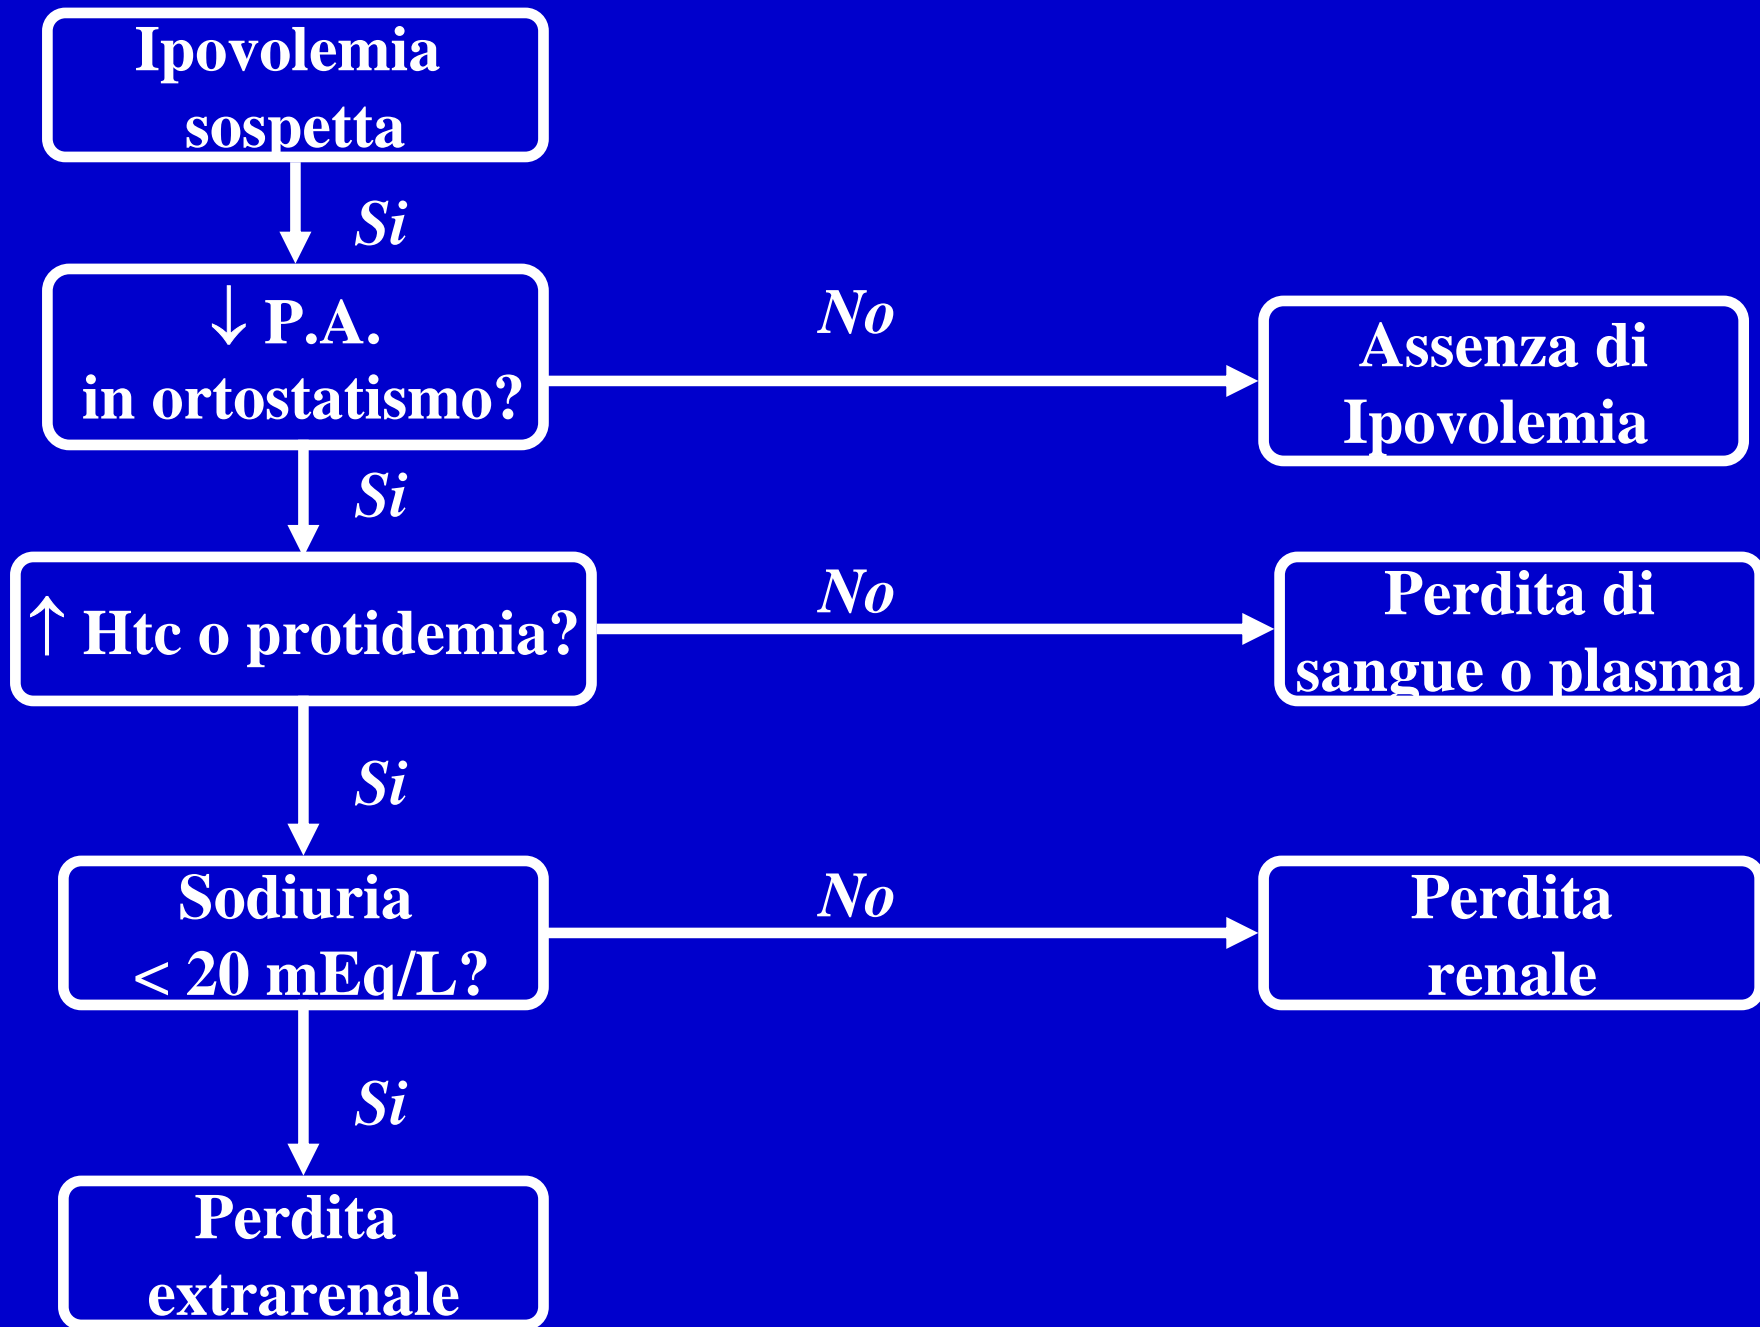 Ipovolemia
sospetta
Si
↓ P.A.
in ortostatismo?
No
Assenza di
Ipovolemia
Si
↑ Htc o protidemia?
No
Perdita di
sangue o plasma
Si
Sodiuria
< 20 mEq/L?
No
Perdita
renale
Si
Perdita
extrarenale